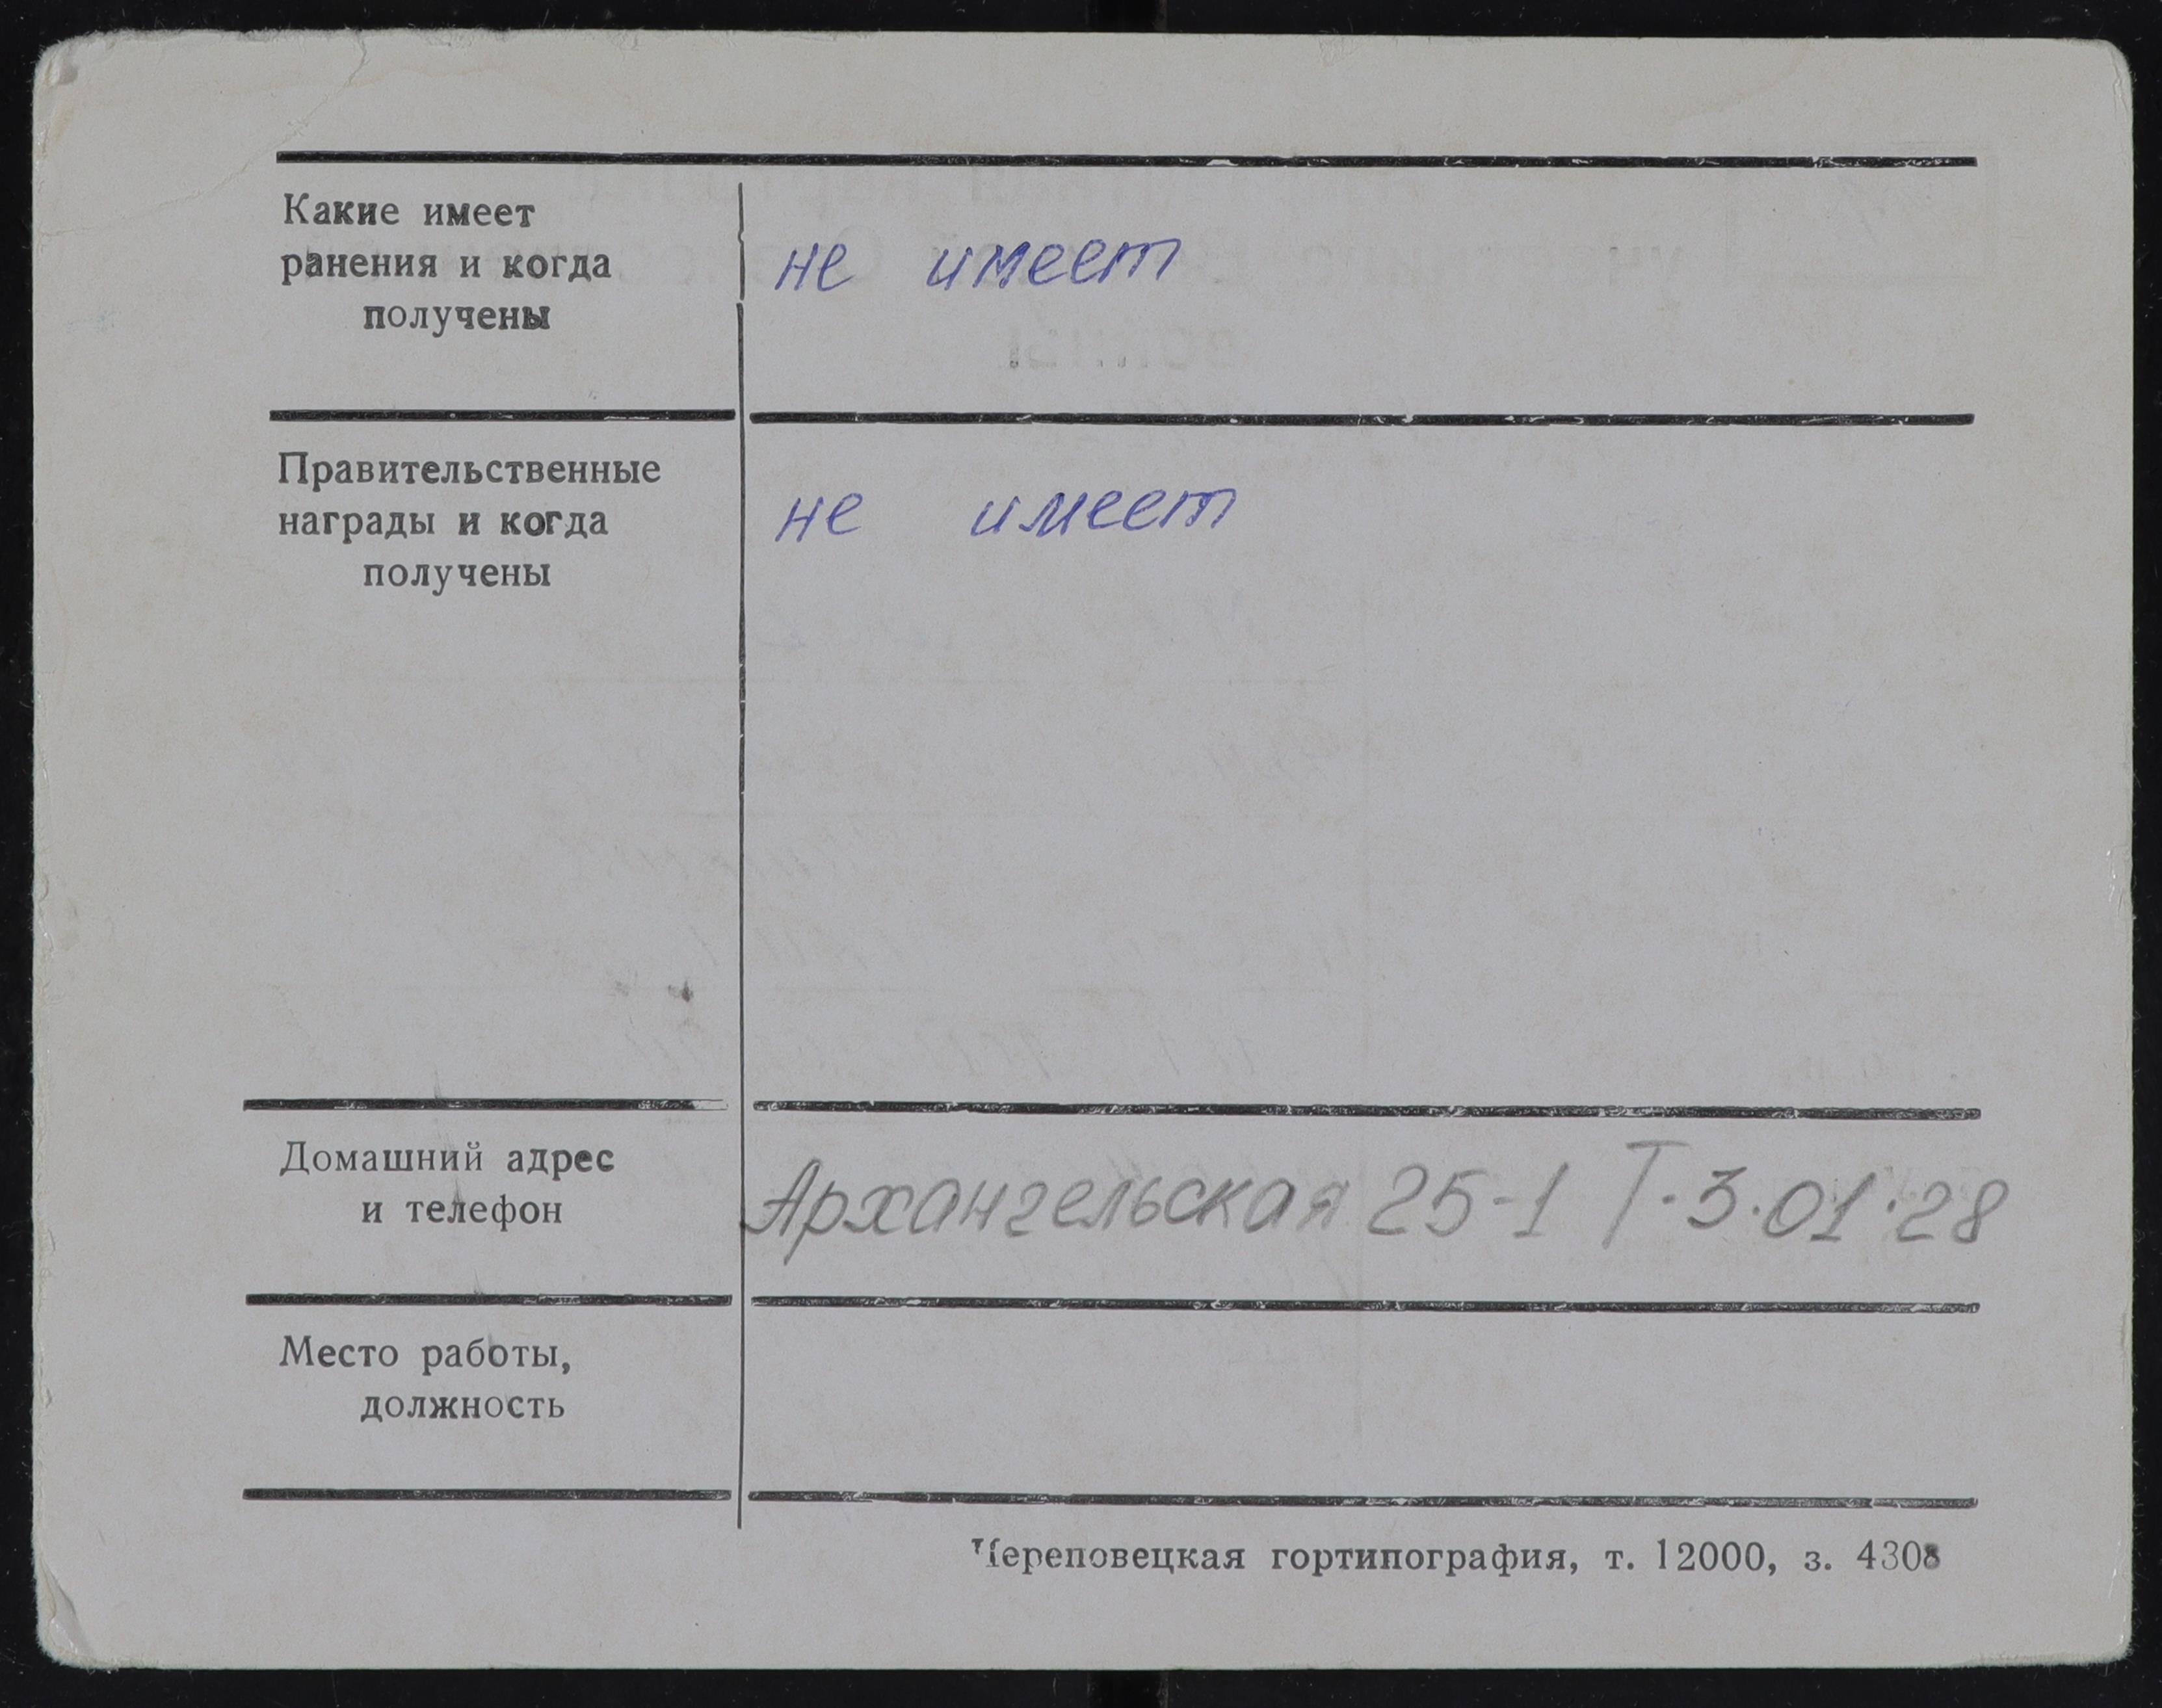 Какие имеет
ранения и когда
получены
не имеет
Правительственные
награды и когда
получены
не имеет
Домашний адрес
и телефон
Архангельская 25-1 Т. 3.01.28
Место работы,
должность
Череповецкая гортипография, т. 12000, з. 4308